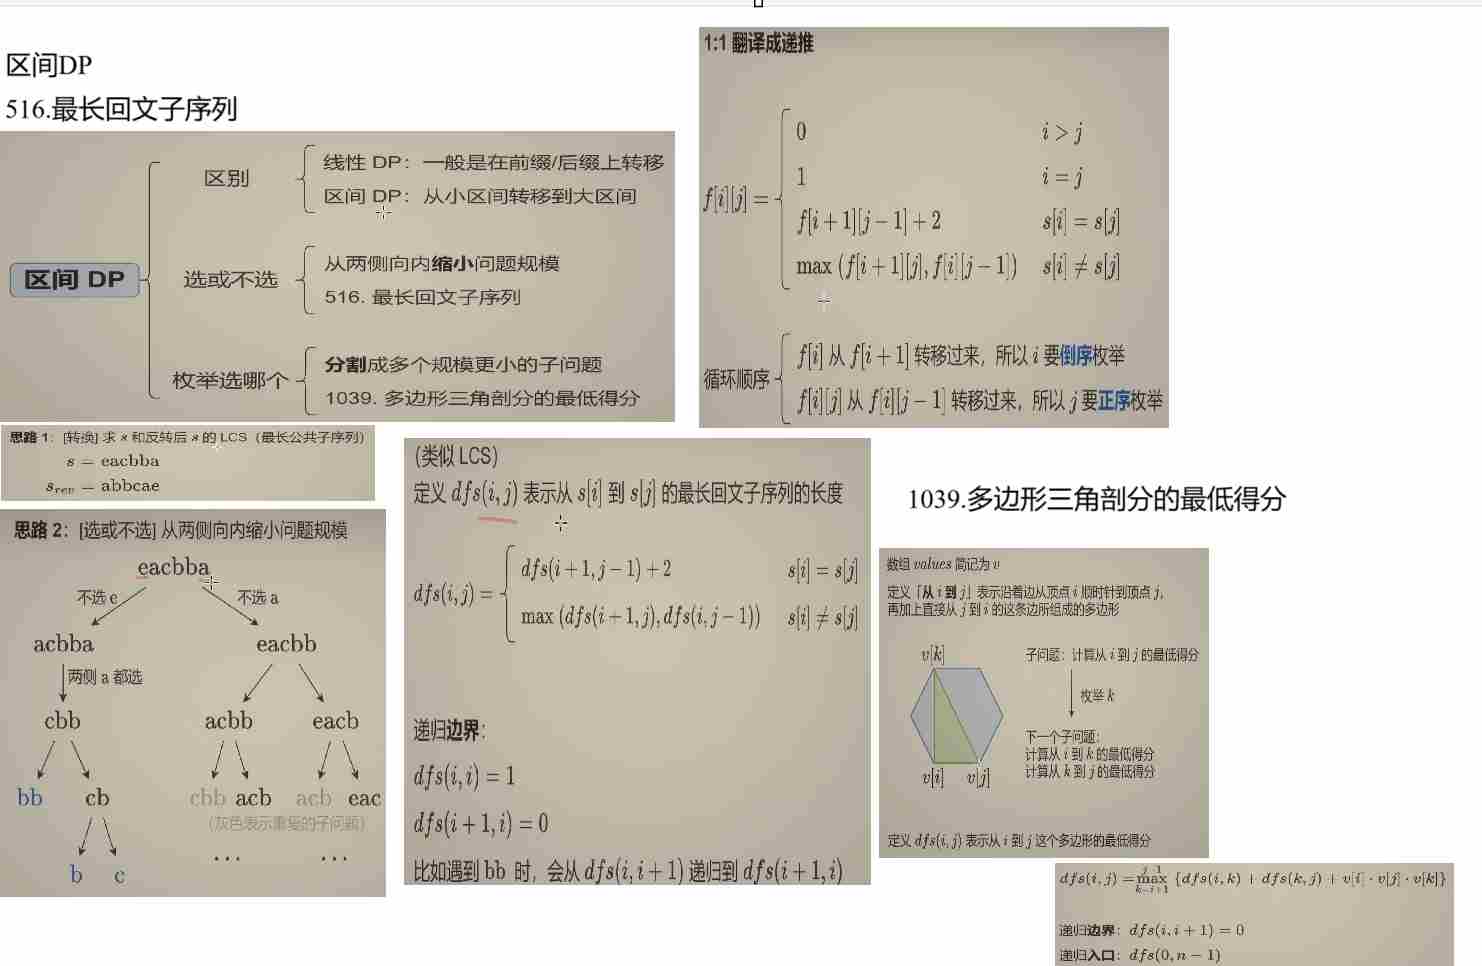 区间DP
516.最长回文子序列
区间 DP
区别
线性 DP：一般是在前缀/后缀上转移
区间 DP：从小区间转移到大区间
选或不选
从两侧向内缩小问题规模
516. 最长回文子序列
枚举选哪个
分割成多个规模更小的子问题
1039. 多边形三角剖分的最低得分
1:1 翻译成递推
f[i][j] =
0 i > j
1 i = j
f[i + 1][j − 1] + 2 s[i] = s[j]
max (f[i + 1][j], f[i][j − 1]) s[i] ≠ s[j]
循环顺序
f[i] 从 f[i + 1] 转移过来，所以 i 要倒序枚举
f[i][j] 从 f[i][j − 1] 转移过来，所以 j 要正序枚举
思路 1：[转换] 求 s 和反转后 s 的 LCS（最长公共子序列）
s = eacbba
s_rev = abbcae
思路 2：[选或不选] 从两侧向内缩小问题规模
eacbba
不选 e 不选 a
acbba eacbb
两侧 a 都选
cbb acbb eacb
bb cb cbb acb acb eac
（灰色表示重复的子问题）
b c ... ...
(类似 LCS)
定义 dfs(i, j) 表示从 s[i] 到 s[j] 的最长回文子序列的长度
dfs(i, j) =
dfs(i + 1, j − 1) + 2 s[i] = s[j]
max (dfs(i + 1, j), dfs(i, j − 1)) s[i] ≠ s[j]
递归边界：
dfs(i, i) = 1
dfs(i + 1, i) = 0
比如遇到 bb 时，会从 dfs(i, i + 1) 递归到 dfs(i + 1, i)
1039.多边形三角剖分的最低得分
数组 values 简记为 v
定义「从 i 到 j」表示沿着边从顶点 i 顺时针到顶点 j，
再加上直接从 j 到 i 的这条边所组成的多边形
v[k]
v[i] v[j]
子问题：计算从 i 到 j 的最低得分
枚举 k
下一个子问题：
计算从 i 到 k 的最低得分
计算从 k 到 j 的最低得分
定义 dfs(i, j) 表示从 i 到 j 这个多边形的最低得分
j−1
dfs(i, j) = max {dfs(i, k) + dfs(k, j) + v[i] · v[j] · v[k]}
k=i+1
递归边界：dfs(i, i + 1) = 0
递归入口：dfs(0, n − 1)